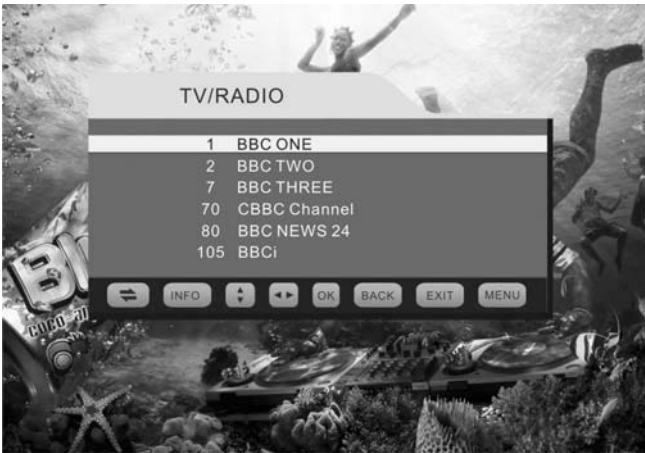 TV/RADIO
1 BBC ONE
2 BBC TWO
7 BBC THREE
70 CBBC Channel
80 BBC NEWS 24
105 BBCi
INFO OK BACK EXIT MENU